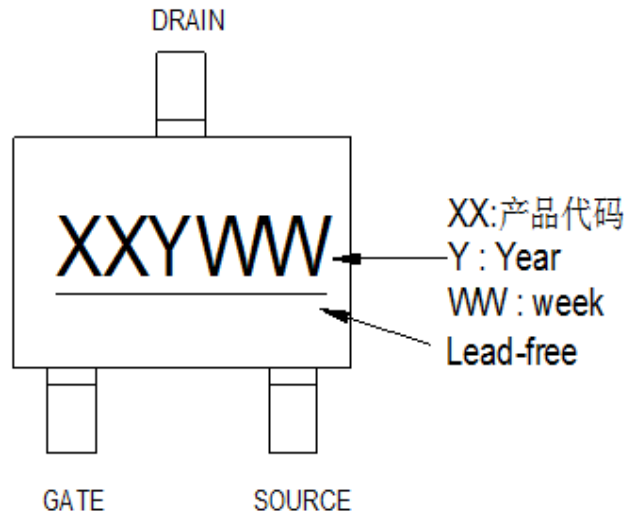 DRAIN
XXYWW
XX:产品代码
Y : Year
WW : week
Lead-free
GATE
SOURCE